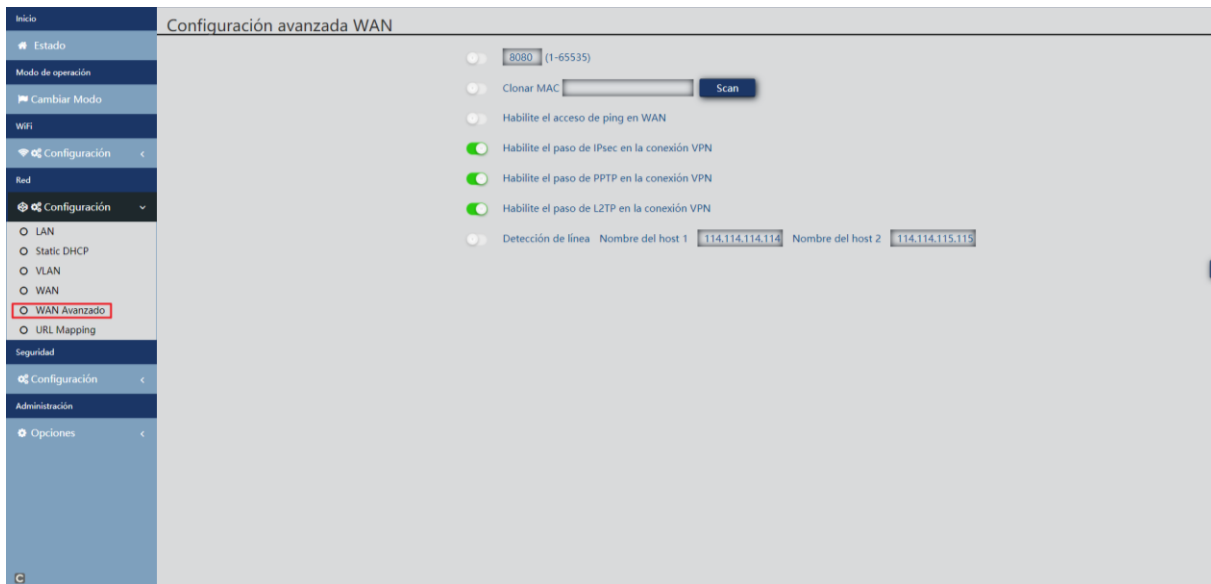 Inicio
Configuración avanzada WAN
Estado
8080 (1-65535)
Modo de operación
Clonar MAC Scan
Cambiar Modo
WiFi
Habilite el acceso de ping en WAN
Configuración
Habilite el paso de IPsec en la conexión VPN
Red
Habilite el paso de PPTP en la conexión VPN
Configuración
Habilite el paso de L2TP en la conexión VPN
LAN
Detección de línea Nombre del host 1 114.114.114.114 Nombre del host 2 114.114.115.115
Static DHCP
VLAN
WAN
WAN Avanzado
URL Mapping
Seguridad
Configuración
Administración
Opciones